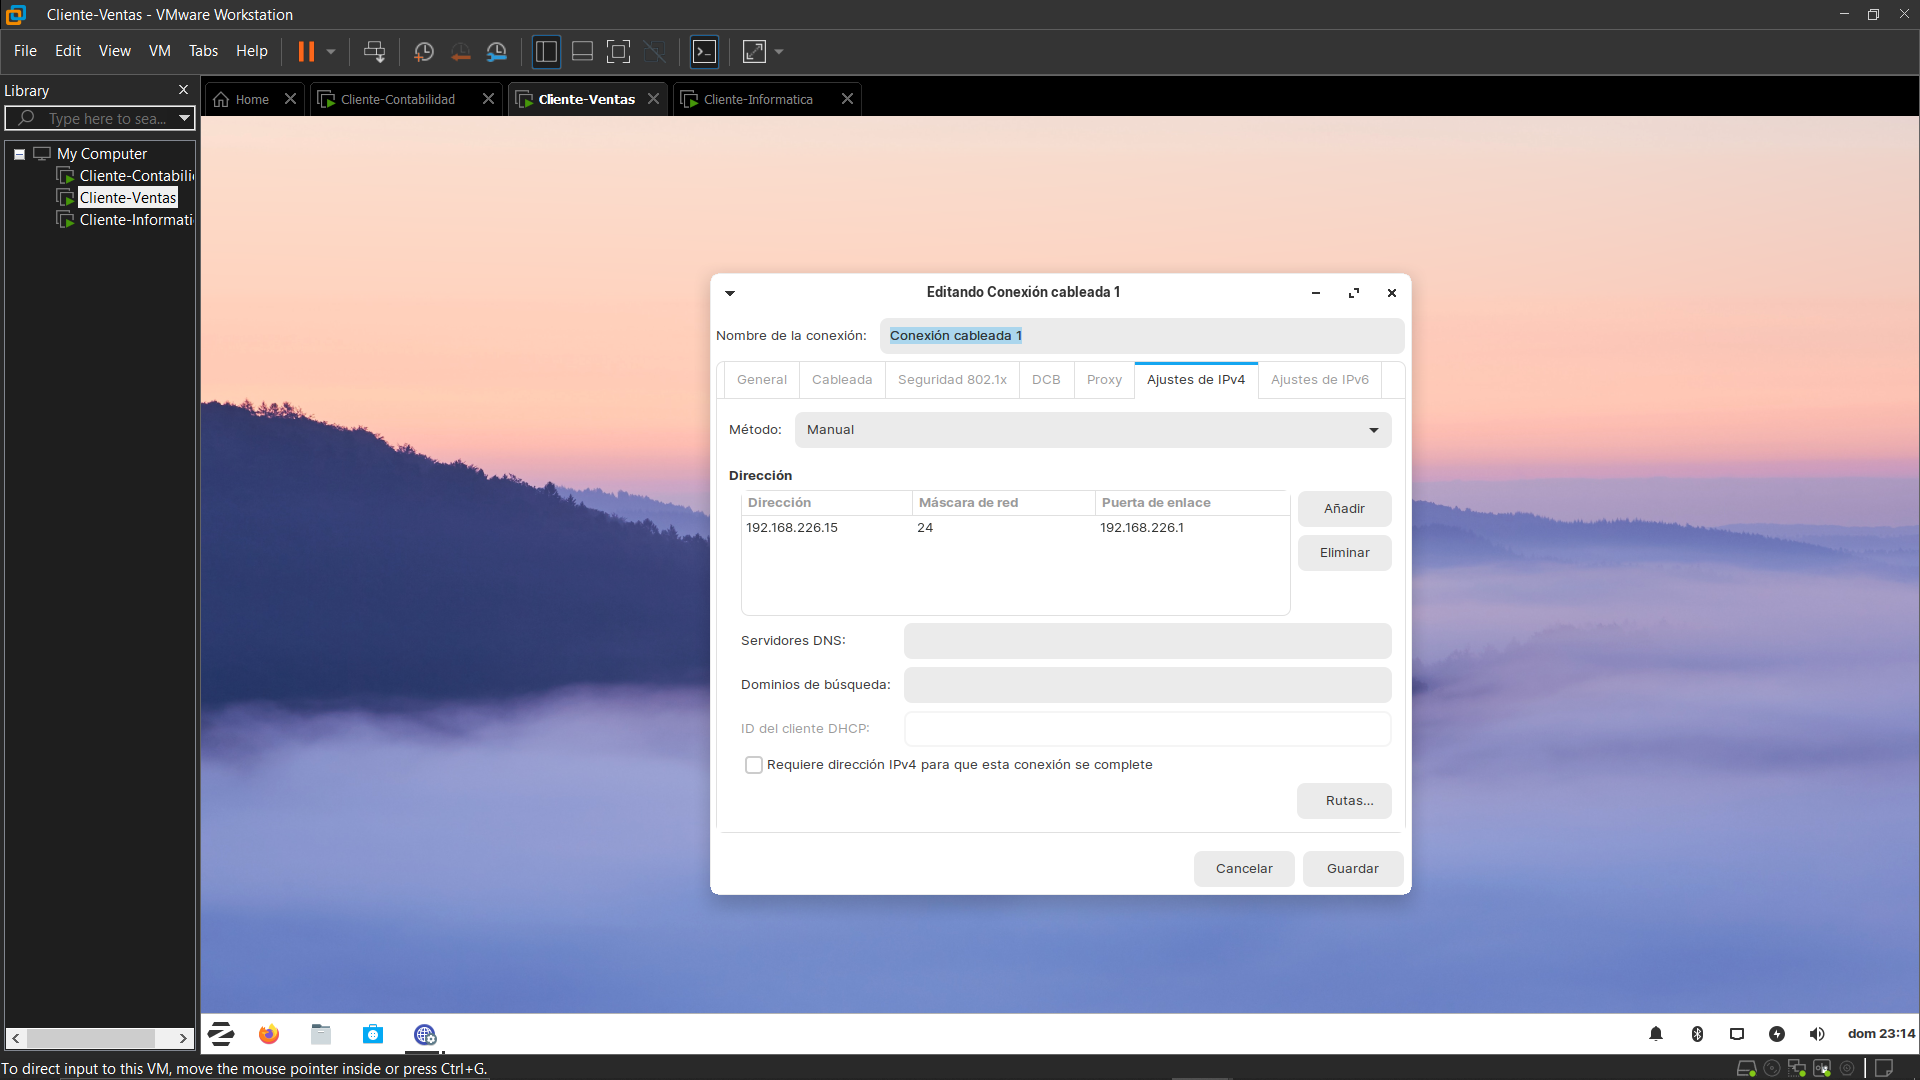 Cliente-Ventas - VMware Workstation
File Edit View VM Tabs Help
Library
Type here to sea...
My Computer
Cliente-Contabili
Cliente-Ventas
Cliente-Informati
Home
Cliente-Contabilidad
Cliente-Ventas
Cliente-Informatica
Editando Conexión cableada 1
Nombre de la conexión: Conexión cableada 1
General Cableada Seguridad 802.1x DCB Proxy Ajustes de IPv4 Ajustes de IPv6
Método: Manual
Dirección
Dirección Máscara de red Puerta de enlace
192.168.226.15 24 192.168.226.1
Añadir
Eliminar
Servidores DNS:
Dominios de búsqueda:
ID del cliente DHCP:
Requiere dirección IPv4 para que esta conexión se complete
Rutas...
Cancelar Guardar
dom 23:14
To direct input to this VM, move the mouse pointer inside or press Ctrl+G.